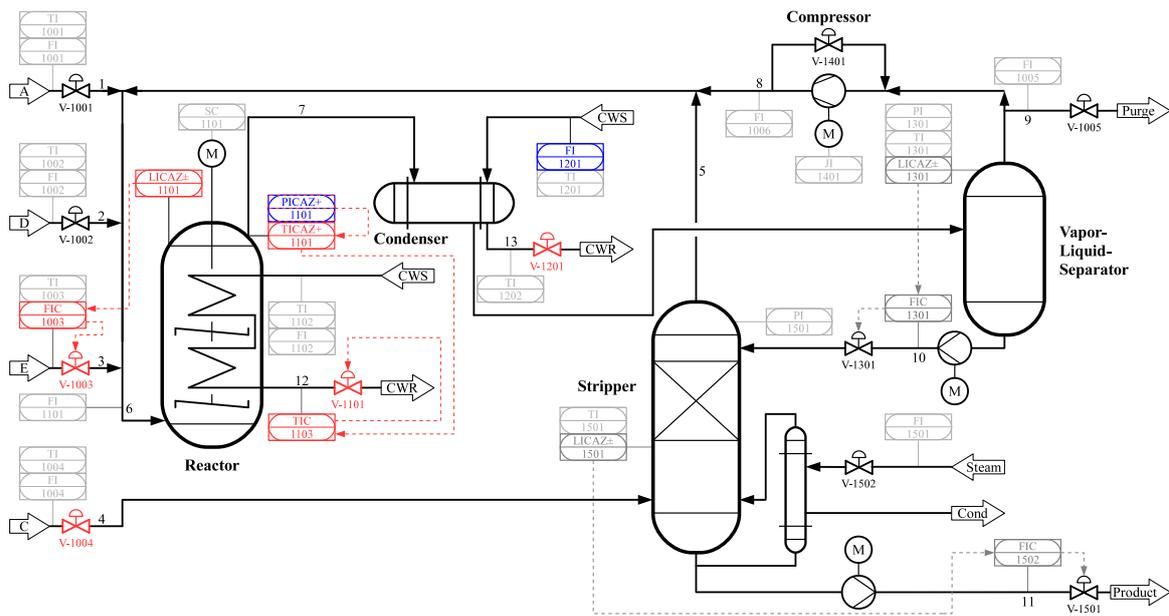 TI
1001
FI
1001
A
V-1001
1
TI
1002
FI
1002
D
V-1002
2
TI
1003
FIC
1003
E
V-1003
3
FI
1101
6
TI
1004
FI
1004
C
V-1004
4
SC
1101
M
LICAZ±
1101
7
PICAZ+
1101
TICAZ+
1101
CWS
TI
1102
FI
1102
12
CWR
V-1101
TIC
1103
Reactor
CWS
FI
1201
TI
1201
Condenser
13
CWR
V-1201
TI
1202
Compressor
V-1401
8
FI
1006
M
JI
1401
5
FI
1005
9
Purge
V-1005
PI
1301
TI
1301
LICAZ±
1301
Vapor-
Liquid-
Separator
FIC
1301
PI
1501
V-1301
10
M
Stripper
TI
1501
LICAZ±
1501
FI
1501
Steam
V-1502
Cond
M
FIC
1502
11
V-1501
Product